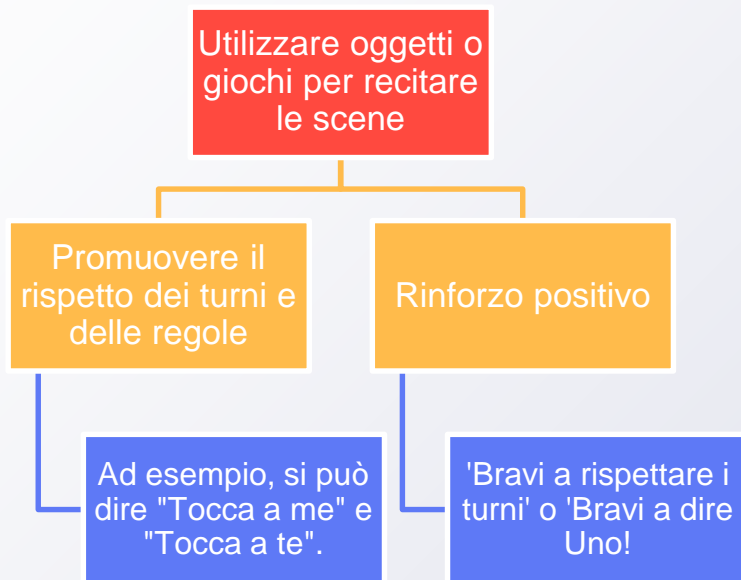 Utilizzare oggetti o
giochi per recitare
le scene
Promuovere il
rispetto dei turni e
delle regole
Rinforzo positivo
Ad esempio, si può
dire "Tocca a me" e
"Tocca a te".
'Bravi a rispettare i
turni' o 'Bravi a dire
Uno!